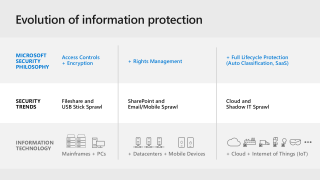 Evolution of information protection
MICROSOFT
SECURITY
PHILOSOPHY
Access Controls
+ Encryption
+ Rights Management
+ Full Lifecycle Protection
(Auto Classification, SaaS)
SECURITY
TRENDS
Fileshare and
USB Stick Sprawl
SharePoint and
Email/Mobile Sprawl
Cloud and
Shadow IT Sprawl
INFORMATION
TECHNOLOGY
Mainframes + PCs
+ Datacenters + Mobile Devices
+ Cloud + Internet of Things (IoT)